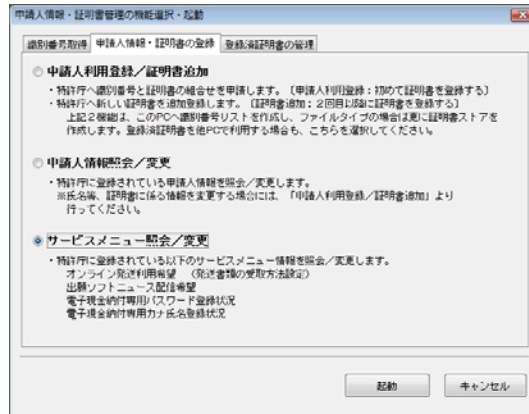 申請人情報・証明書管理の機能選択・起動
識別番号取得 申請人情報・証明書の登録 登録済証明書の管理
申請人利用登録／証明書追加
・特許庁へ識別番号と証明書の組合せを申請します。〔申請人利用登録：初めて証明書を登録する〕
・特許庁へ新しい証明書を追加登録します。〔証明書追加：2回目以降に証明書を登録する〕
上記2機能は、このPCへ識別番号リストを作成し、ファイルタイプの場合は更に証明書ストアを
作成します。登録済証明書を他PCで利用する場合も、こちらを選択してください。
申請人情報照会／変更
・特許庁に登録されている申請人情報を照会／変更します。
※氏名等、証明書に係る情報を変更する場合には、「申請人利用登録／証明書追加」より
行ってください。
サービスメニュー照会／変更
・特許庁に登録されている以下のサービスメニュー情報を照会／変更します。
オンライン発送利用希望 （発送書類の受取方法設定）
出願ソフトニュース配信希望
電子現金納付専用パスワード登録状況
電子現金納付専用カナ氏名登録状況
起動 キャンセル